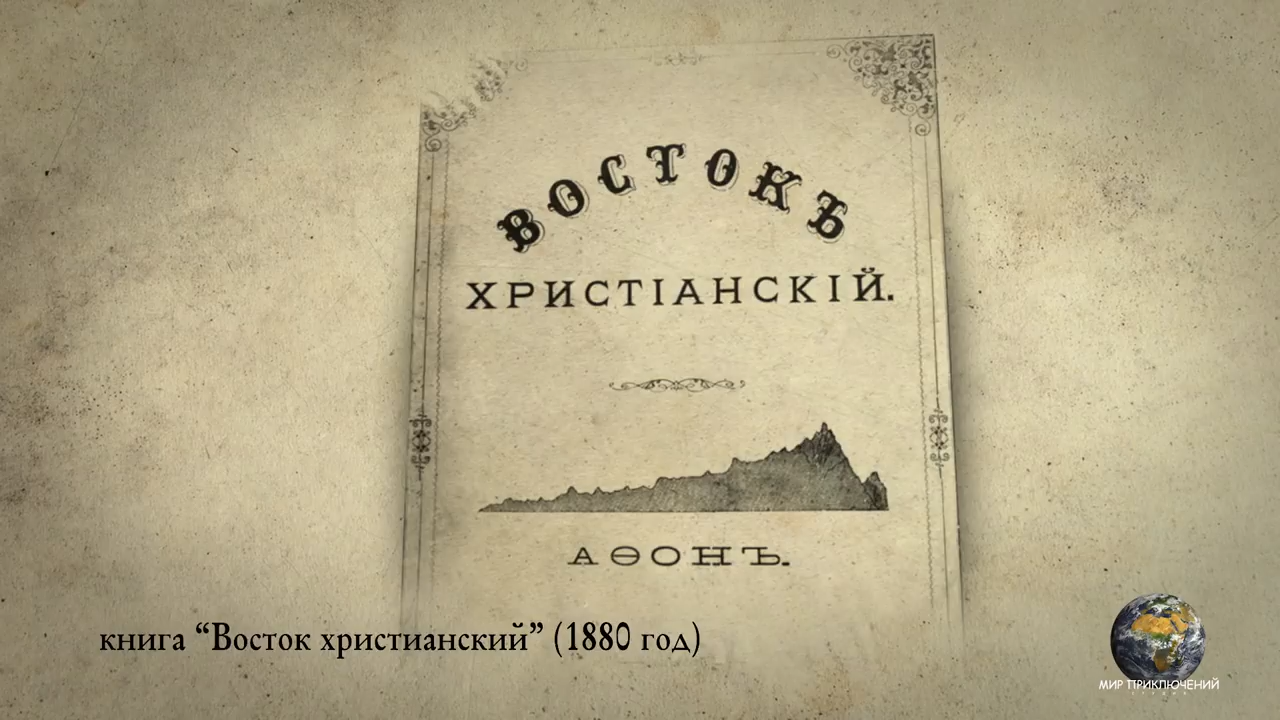 ВОСТОКЪ
ХРИСТІАНСКІЙ.
АѲОНЪ.
книга “Восток христианский” (1880 год)
МИР ПРИКЛЮЧЕНИЙ